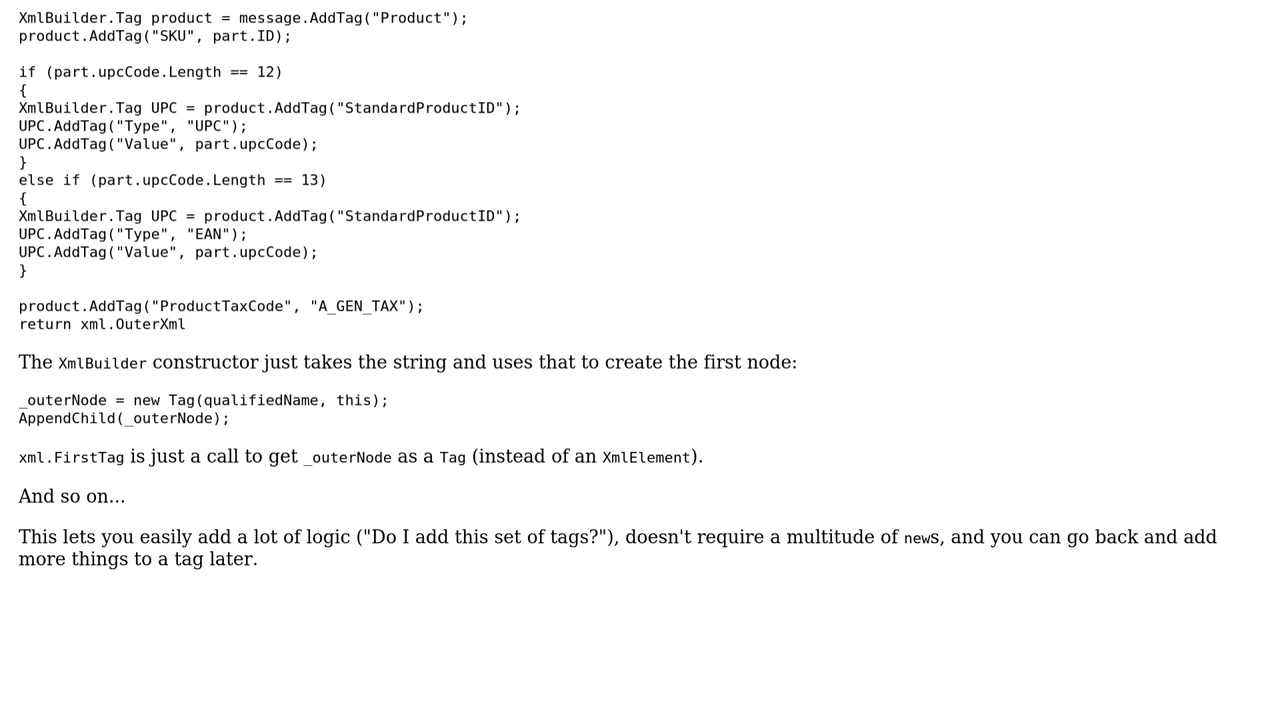 XmlBuilder.Tag product = message.AddTag("Product");
product.AddTag("SKU", part.ID);

if (part.upcCode.Length == 12)
{
XmlBuilder.Tag UPC = product.AddTag("StandardProductID");
UPC.AddTag("Type", "UPC");
UPC.AddTag("Value", part.upcCode);
}
else if (part.upcCode.Length == 13)
{
XmlBuilder.Tag UPC = product.AddTag("StandardProductID");
UPC.AddTag("Type", "EAN");
UPC.AddTag("Value", part.upcCode);
}

product.AddTag("ProductTaxCode", "A_GEN_TAX");
return xml.OuterXml

The XmlBuilder constructor just takes the string and uses that to create the first node:

_outerNode = new Tag(qualifiedName, this);
AppendChild(_outerNode);

xml.FirstTag is just a call to get _outerNode as a Tag (instead of an XmlElement).

And so on...

This lets you easily add a lot of logic ("Do I add this set of tags?"), doesn't require a multitude of news, and you can go back and add
more things to a tag later.